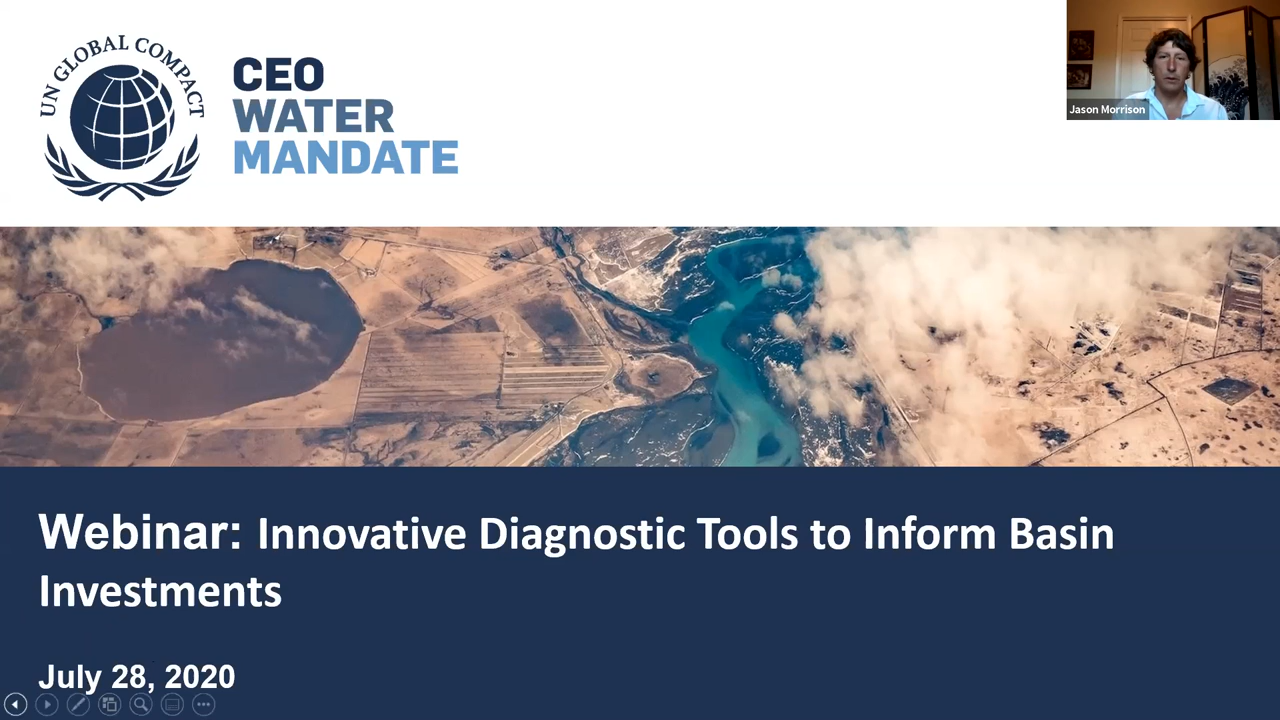 UN GLOBAL COMPACT
CEO
WATER
MANDATE
Jason Morrison
Webinar: Innovative Diagnostic Tools to Inform Basin
Investments
July 28, 2020